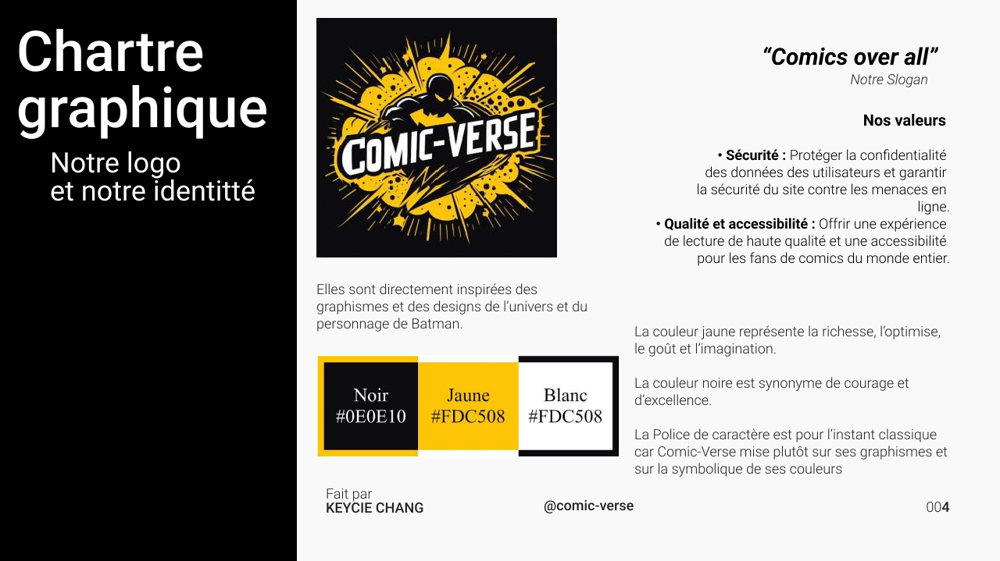 Chartre
graphique
Notre logo
et notre identitté
COMIC-VERSE
“Comics over all”
Notre Slogan
Nos valeurs
• Sécurité : Protéger la confidentialité
des données des utilisateurs et garantir
la sécurité du site contre les menaces en
ligne.
• Qualité et accessibilité : Offrir une expérience
de lecture de haute qualité et une accessibilité
pour les fans de comics du monde entier.
Elles sont directement inspirées des
graphismes et des designs de l’univers et du
personnage de Batman.
Noir
#0E0E10
Jaune
#FDC508
Blanc
#FDC508
La couleur jaune représente la richesse, l’optimise,
le goût et l’imagination.
La couleur noire est synonyme de courage et
d’excellence.
La Police de caractère est pour l’instant classique
car Comic-Verse mise plutôt sur ses graphismes et
sur la symbolique de ses couleurs
Fait par
KEYCIE CHANG
@comic-verse
004